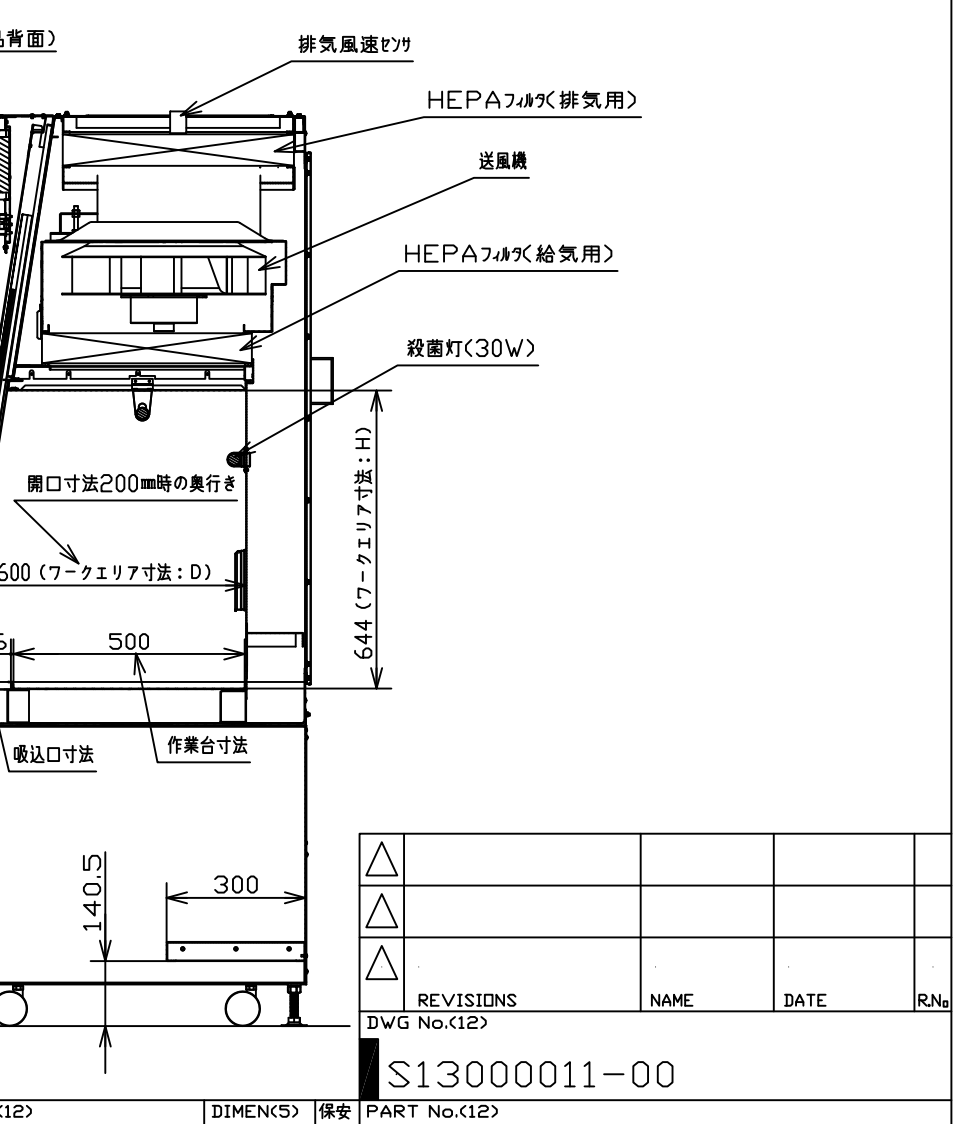 背面)
排気風速ｾﾝｻ
HEPAﾌｨﾙﾀ(排気用)
送風機
HEPAﾌｨﾙﾀ(給気用)
殺菌灯(30W)
開口寸法200㎜時の奥行き
600 (ワークエリア寸法：D)
644 (ワークエリア寸法：H)
500
吸込口寸法
作業台寸法
140.5
300
REVISIONS NAME DATE R.No
DWG No.(12)
S13000011-00
(12) DIMEN(5) 保安 PART No.(12)